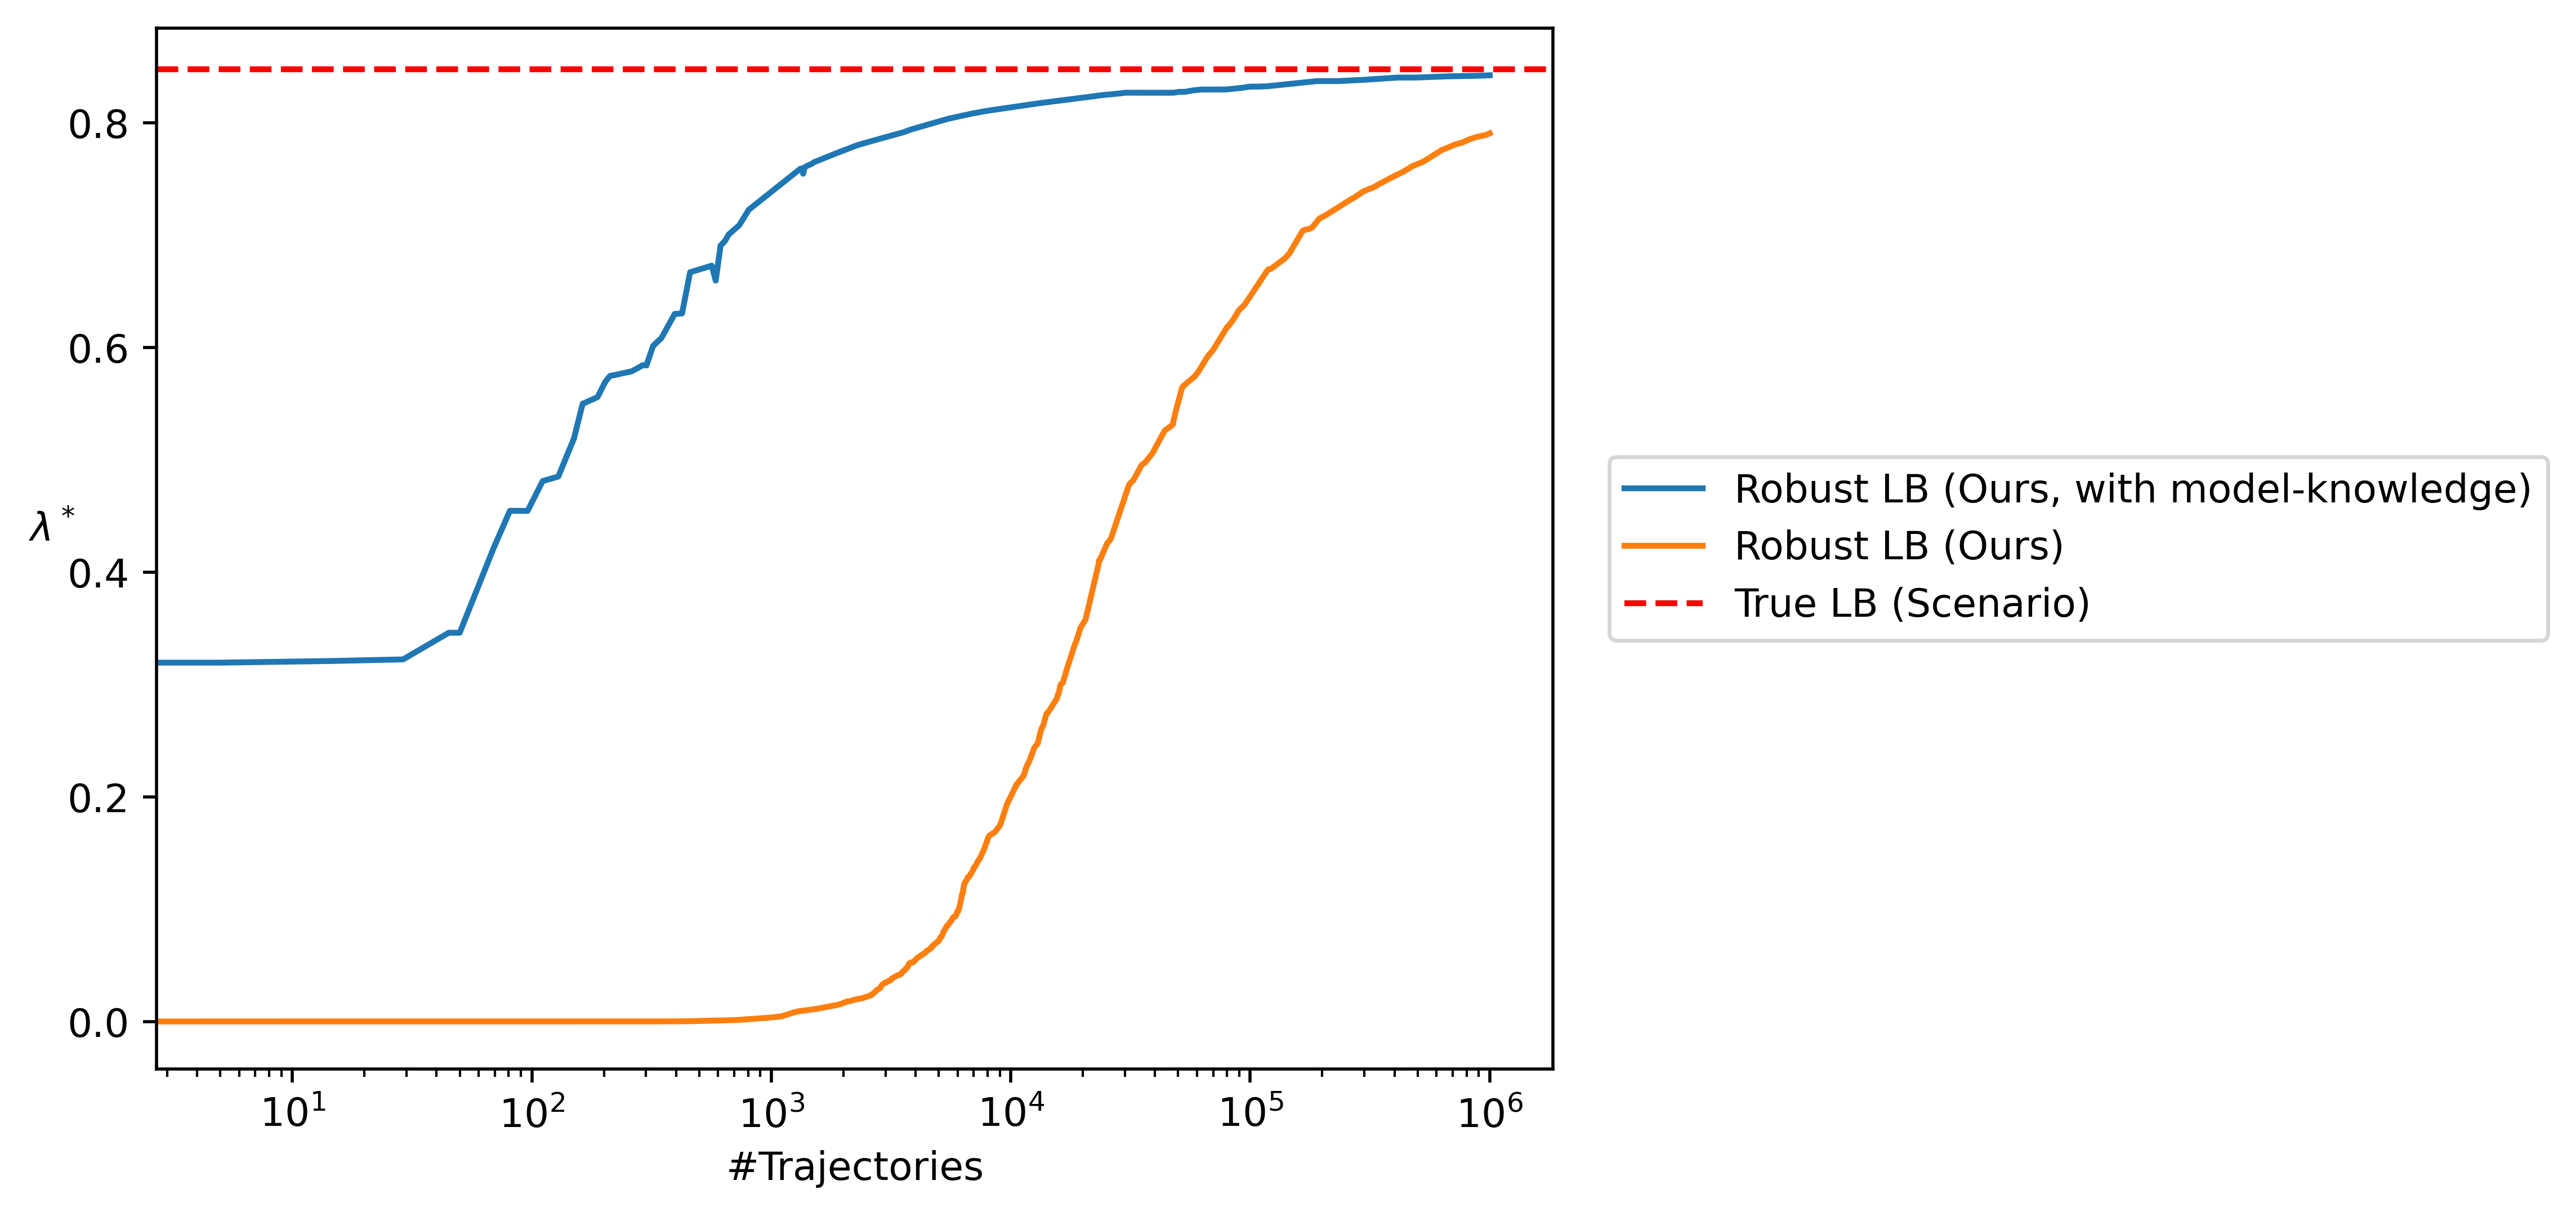 0.8
0.6
λ*
0.4
0.2
0.0
10¹ 10² 10³ 10⁴ 10⁵ 10⁶
#Trajectories
Robust LB (Ours, with model-knowledge)
Robust LB (Ours)
True LB (Scenario)